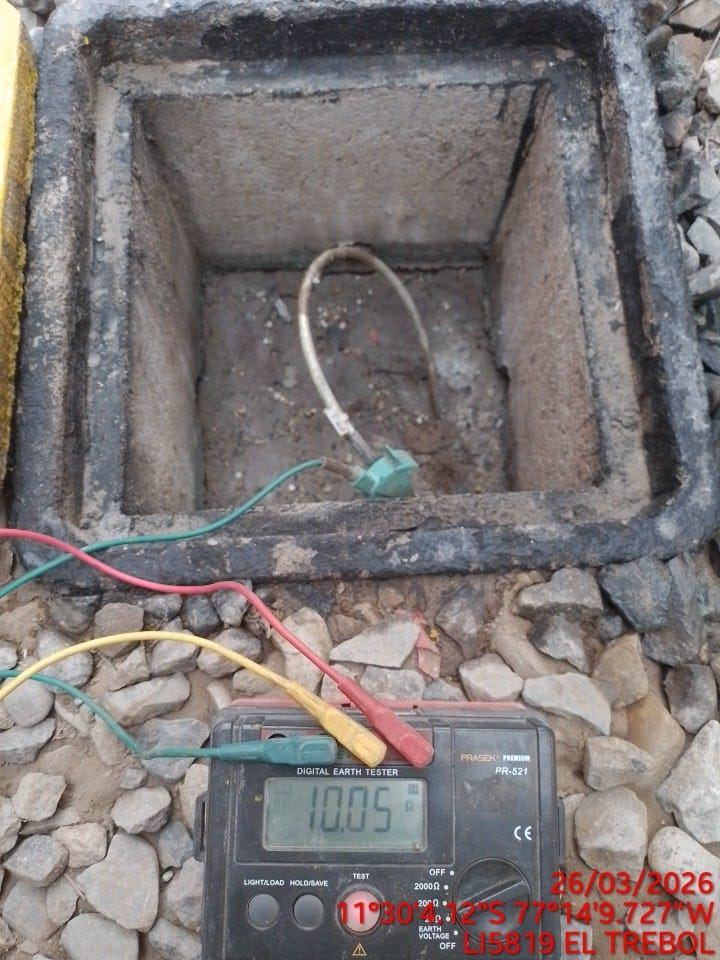 PRASEK PREMIUM
PR-521
DIGITAL EARTH TESTER
10.05 Ω
CE
LIGHT/LOAD HOLD/SAVE TEST
OFF
2000Ω
200Ω
EARTH VOLTAGE
OFF
26/03/2026
11°30'4.12"S 77°14'9.727"W
LI5819 EL TREBOL